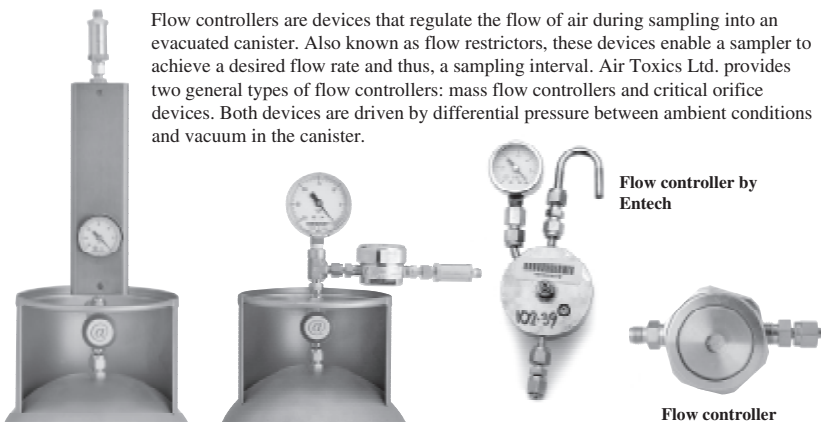 Flow controllers are devices that regulate the flow of air during sampling into an
evacuated canister. Also known as flow restrictors, these devices enable a sampler to
achieve a desired flow rate and thus, a sampling interval. Air Toxics Ltd. provides
two general types of flow controllers: mass flow controllers and critical orifice
devices. Both devices are driven by differential pressure between ambient conditions
and vacuum in the canister.
Flow controller by
Entech
@
@
102-39
Flow controller